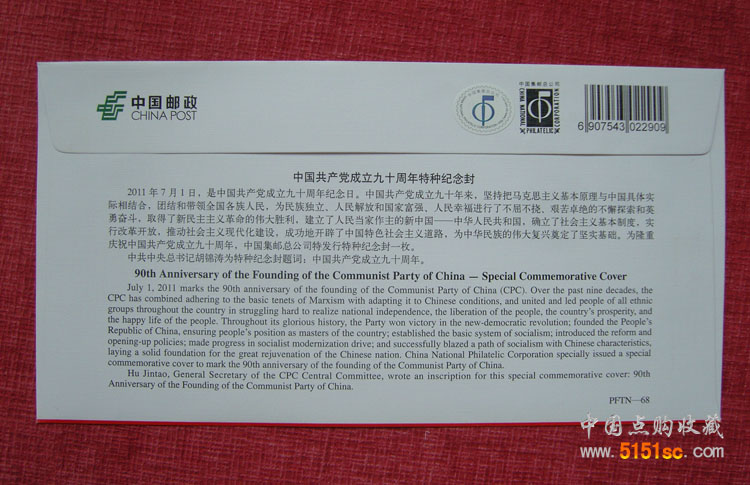 中国邮政
CHINA POST
中国集邮总公司
CHINA NATIONAL
PHILATELIC
CORPORATION
6 907543 022909
中国共产党成立九十周年特种纪念封
2011年7月1日,是中国共产党成立九十周年纪念日。中国共产党成立九十年来,坚持把马克思主义基本原理与中国具体实
际相结合,团结和带领全国各族人民,为民族独立、人民解放和国家富强、人民幸福进行了不屈不挠、艰苦卓绝的不懈探索和英
勇奋斗,取得了新民主主义革命的伟大胜利,建立了人民当家作主的新中国——中华人民共和国,确立了社会主义基本制度,实
行改革开放,推动社会主义现代化建设,成功地开辟了中国特色社会主义道路,为中华民族的伟大复兴奠定了坚实基础。为隆重
庆祝中国共产党成立九十周年,中国集邮总公司特发行特种纪念封一枚。
中共中央总书记胡锦涛为特种纪念封题词:中国共产党成立九十周年。
90th Anniversary of the Founding of the Communist Party of China — Special Commemorative Cover
July 1, 2011 marks the 90th anniversary of the founding of the Communist Party of China (CPC). Over the past nine decades, the
CPC has combined adhering to the basic tenets of Marxism with adapting it to Chinese conditions, and united and led people of all ethnic
groups throughout the country in struggling hard to realize national independence, the liberation of the people, the country's prosperity, and
the happy life of the people. Throughout its glorious history, the Party won victory in the new-democratic revolution; founded the People's
Republic of China, ensuring people's position as masters of the country; established the basic system of socialism; introduced the reform and
opening-up policies; made progress in socialist modernization drive; and successfully blazed a path of socialism with Chinese characteristics,
laying a solid foundation for the great rejuvenation of the Chinese nation. China National Philatelic Corporation specially issued a special
commemorative cover to mark the 90th anniversary of the founding of the Communist Party of China.
Hu Jintao, General Secretary of the CPC Central Committee, wrote an inscription for this special commemorative cover: 90th
Anniversary of the Founding of the Communist Party of China.
PFTN—68
中国点购收藏
www.5151sc.com